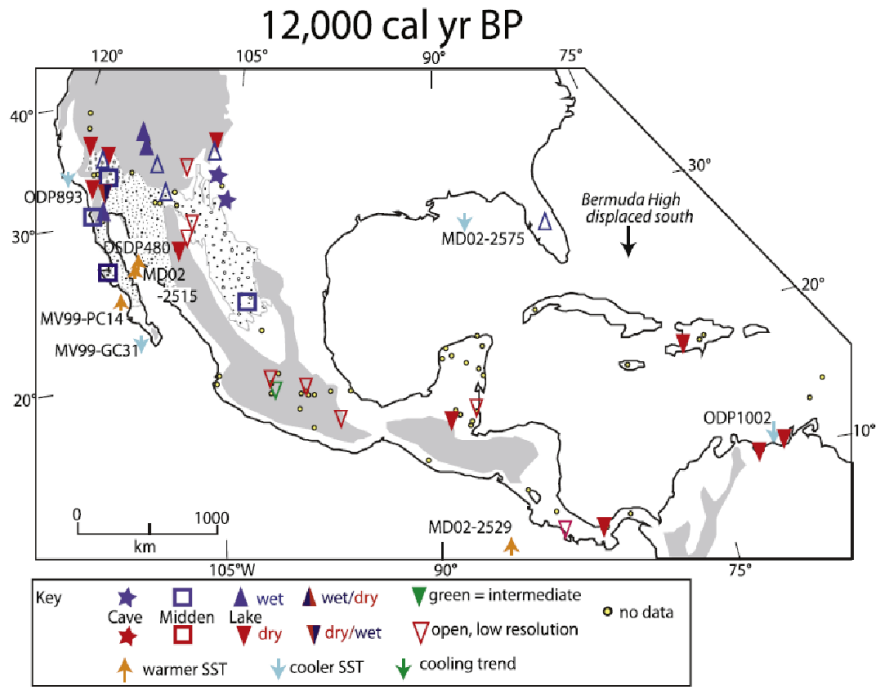 12,000 cal yr BP
120° 105° 90° 75°
40°
30°
ODP893
Bermuda High
displaced south
30°
DSDP480
MD02-2575
MD02
-2515
20°
MV99-PC14
MV99-GC31
20°
ODP1002
10°
0 1000
km
MD02-2529
105°W 90° 75°
Key
wet wet/dry green = intermediate
no data
Cave Midden Lake
dry dry/wet open, low resolution
warmer SST cooler SST cooling trend